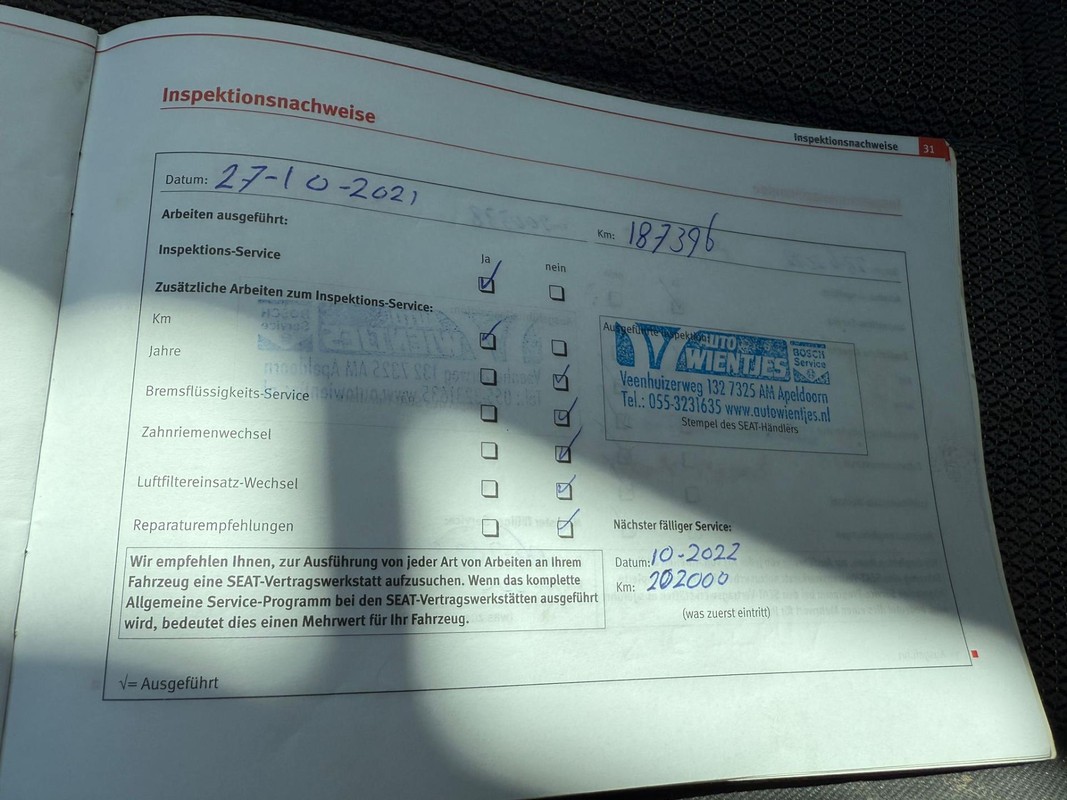 Inspektionsnachweise
Inspektionsnachweise 31
Datum: 27-10-2021
Km: 187396
Arbeiten ausgeführt:
Inspektions-Service
Ja nein
Zusätzliche Arbeiten zum Inspektions-Service:
Km
Jahre
Bremsflüssigkeits-Service
Zahnriemenwechsel
Luftfiltereinsatz-Wechsel
Reparaturempfehlungen
Ausgeführte Inspektion:
AUTO WIENTJES
BOSCH
Service
Veenhuizerweg 132 7325 AM Apeldoorn
Tel.: 055-3231635 www.autowientjes.nl
Stempel des SEAT-Händlers
Nächster fälliger Service:
Datum: 10-2022
Km: 202000
(was zuerst eintritt)
Wir empfehlen Ihnen, zur Ausführung von jeder Art von Arbeiten an Ihrem
Fahrzeug eine SEAT-Vertragswerkstatt aufzusuchen. Wenn das komplette
Allgemeine Service-Programm bei den SEAT-Vertragswerkstätten ausgeführt
wird, bedeutet dies einen Mehrwert für Ihr Fahrzeug.
√= Ausgeführt